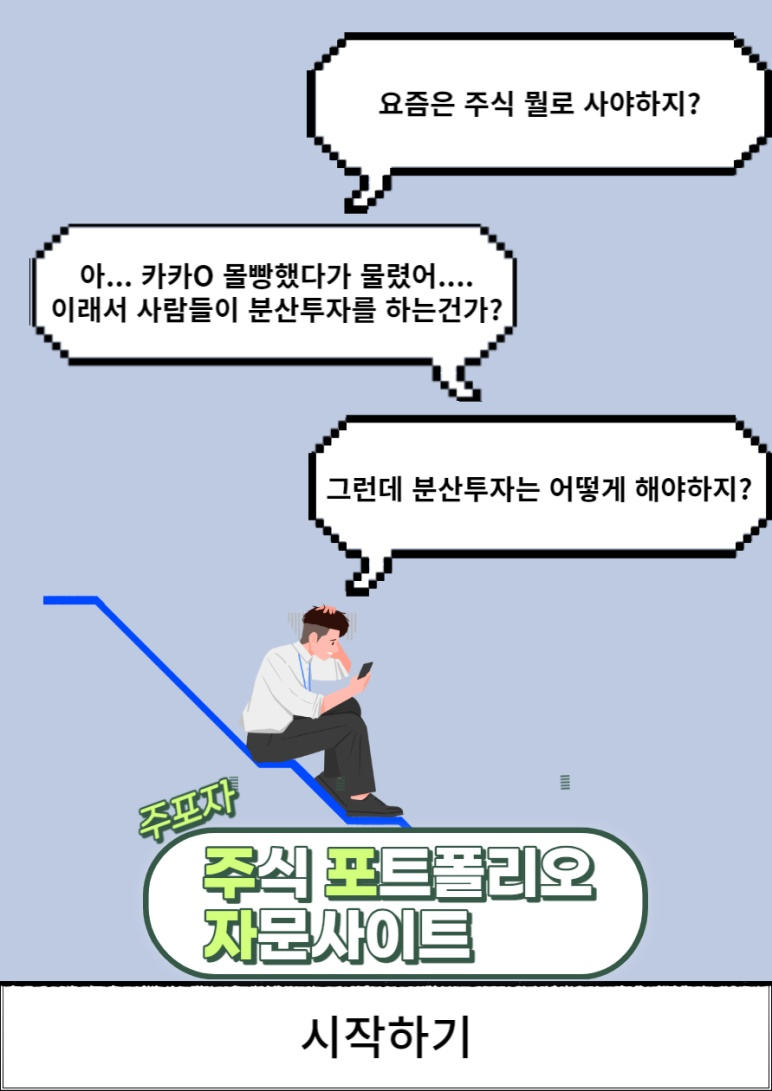 요즘은 주식 뭘로 사야하지?
아... 카카O 몰빵했다가 물렸어....
이래서 사람들이 분산투자를 하는건가?
그런데 분산투자는 어떻게 해야하지?
주포자
주식 포트폴리오
자문사이트
시작하기